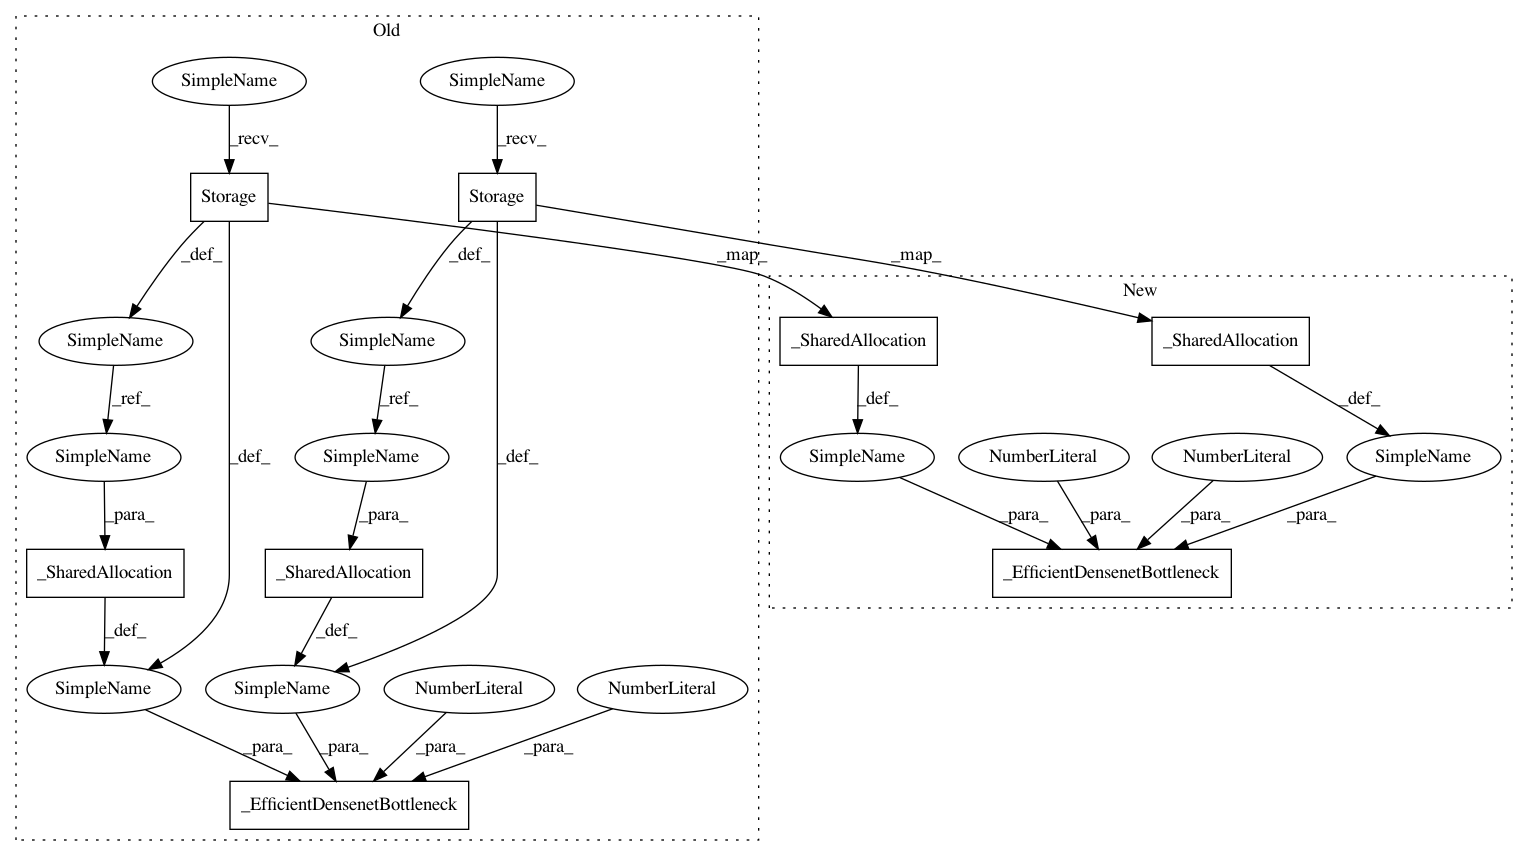 Old
SimpleName
SimpleName
_recv_
_recv_
Storage
Storage
_def_
_def_
_map_
_map_
New
SimpleName
SimpleName
_SharedAllocation
_SharedAllocation
_ref_
_ref_
_def_
_def_
SimpleName
_def_
SimpleName
_def_
SimpleName
NumberLiteral
NumberLiteral
SimpleName
_para_
_para_
_para_
_para_
_para_
_para_
_SharedAllocation
_SharedAllocation
_EfficientDensenetBottleneck
_def_
_def_
SimpleName
SimpleName
NumberLiteral
NumberLiteral
_para_
_para_
_para_
_para_
_EfficientDensenetBottleneck